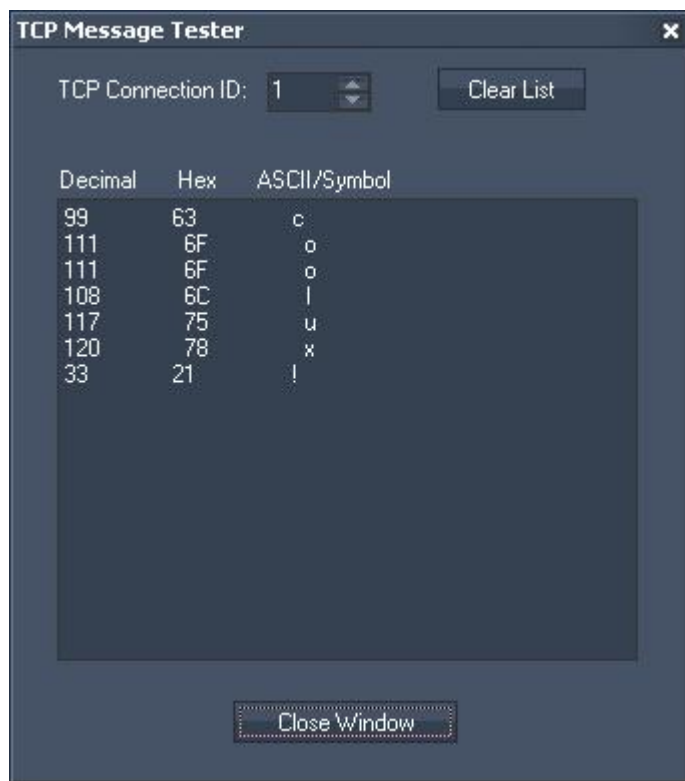 TCP Message Tester
TCP Connection ID: 1 Clear List
Decimal Hex ASCII/Symbol
99 63 c
111 6F o
111 6F o
108 6C l
117 75 u
120 78 x
33 21 !
Close Window